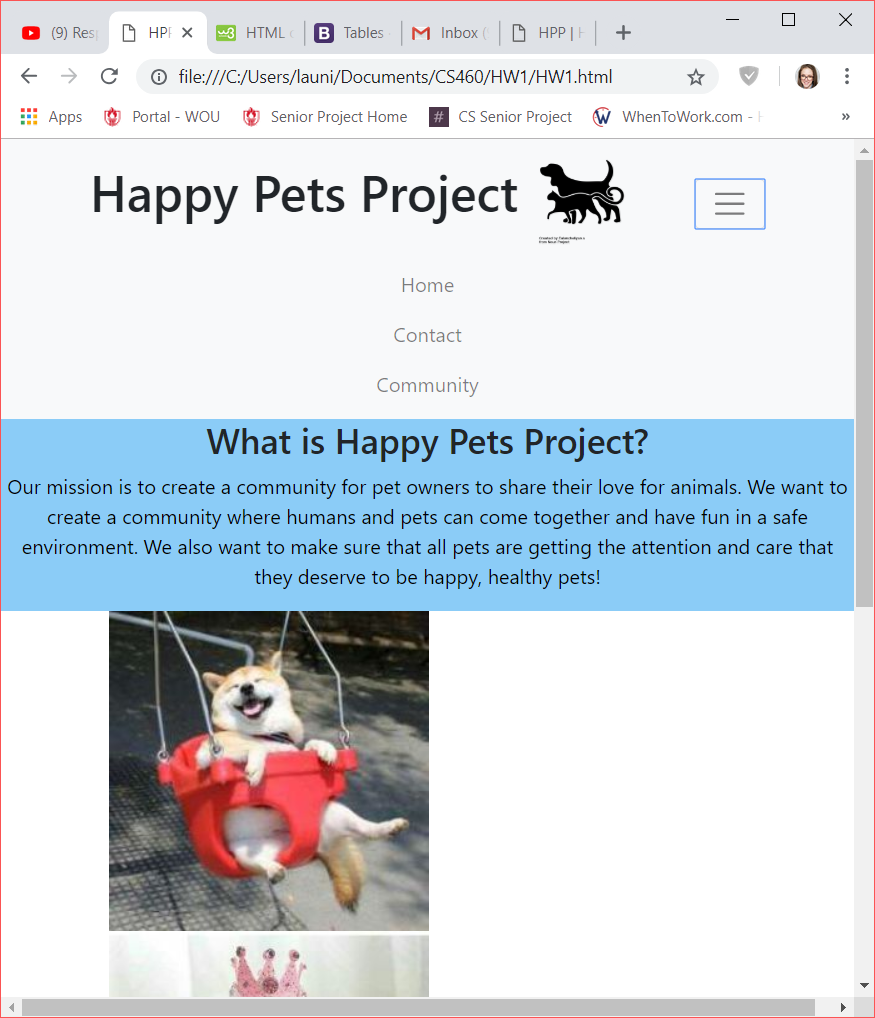 (9) Res
HP
HTML
Tables
Inbox (
HPP | H
file:///C:/Users/launi/Documents/CS460/HW1/HW1.html
Apps
Portal - WOU
Senior Project Home
# CS Senior Project
WhenToWork.com -
»
Happy Pets Project
Home
Contact
Community
What is Happy Pets Project?
Our mission is to create a community for pet owners to share their love for animals. We want to
create a community where humans and pets can come together and have fun in a safe
environment. We also want to make sure that all pets are getting the attention and care that
they deserve to be happy, healthy pets!